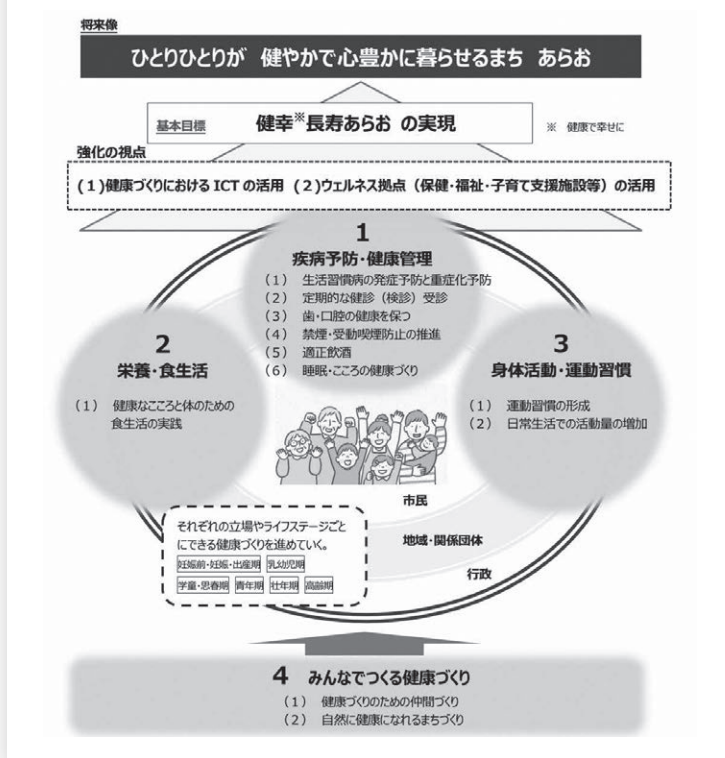 将来像
ひとりひとりが 健やかで心豊かに暮らせるまち あらお
基本目標 健幸※長寿あらお の実現
※ 健康で幸せに
強化の視点
(1)健康づくりにおける ICT の活用 (2)ウェルネス拠点（保健・福祉・子育て支援施設等）の活用
1
疾病予防・健康管理
(1) 生活習慣病の発症予防と重症化予防
(2) 定期的な健診（検診）受診
(3) 歯・口腔の健康を保つ
(4) 禁煙・受動喫煙防止の推進
(5) 適正飲酒
(6) 睡眠・こころの健康づくり
2
栄養・食生活
(1) 健康なこころと体のための
食生活の実践
3
身体活動・運動習慣
(1) 運動習慣の形成
(2) 日常生活での活動量の増加
市民
地域・関係団体
行政
それぞれの立場やライフステージごと
にできる健康づくりを進めていく。
妊娠前・妊娠・出産期 乳幼児期
学童・思春期 青年期 壮年期 高齢期
4 みんなでつくる健康づくり
(1) 健康づくりのための仲間づくり
(2) 自然に健康になれるまちづくり